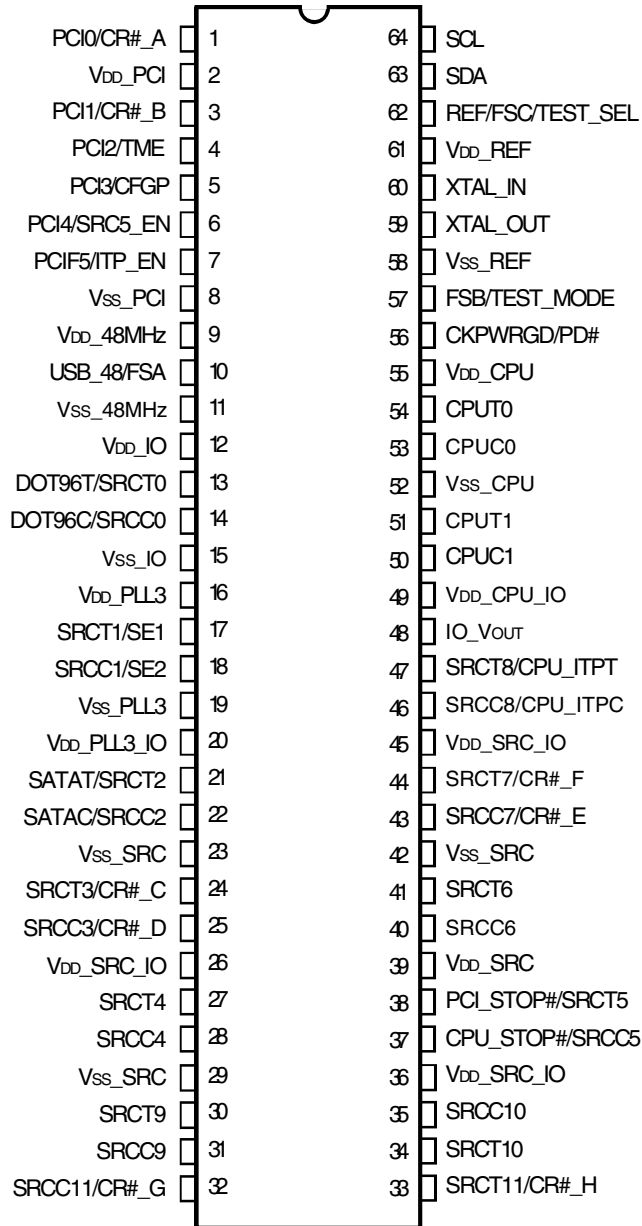 PCI0/CR#_A 1 64 SCL
VDD_PCI 2 63 SDA
PCI1/CR#_B 3 62 REF/FSC/TEST_SEL
PCI2/TME 4 61 VDD_REF
PCI3/CFGP 5 60 XTAL_IN
PCI4/SRC5_EN 6 59 XTAL_OUT
PCIF5/ITP_EN 7 58 VSS_REF
VSS_PCI 8 57 FSB/TEST_MODE
VDD_48MHz 9 56 CKPWRGD/PD#
USB_48/FSA 10 55 VDD_CPU
VSS_48MHz 11 54 CPUT0
VDD_IO 12 53 CPUC0
DOT96T/SRCT0 13 52 VSS_CPU
DOT96C/SRCC0 14 51 CPUT1
VSS_IO 15 50 CPUC1
VDD_PLL3 16 49 VDD_CPU_IO
SRCT1/SE1 17 48 IO_VOUT
SRCC1/SE2 18 47 SRCT8/CPU_ITPT
VSS_PLL3 19 46 SRCC8/CPU_ITPC
VDD_PLL3_IO 20 45 VDD_SRC_IO
SATAT/SRCT2 21 44 SRCT7/CR#_F
SATAC/SRCC2 22 43 SRCC7/CR#_E
VSS_SRC 23 42 VSS_SRC
SRCT3/CR#_C 24 41 SRCT6
SRCC3/CR#_D 25 40 SRCC6
VDD_SRC_IO 26 39 VDD_SRC
SRCT4 27 38 PCI_STOP#/SRCT5
SRCC4 28 37 CPU_STOP#/SRCC5
VSS_SRC 29 36 VDD_SRC_IO
SRCT9 30 35 SRCC10
SRCC9 31 34 SRCT10
SRCC11/CR#_G 32 33 SRCT11/CR#_H